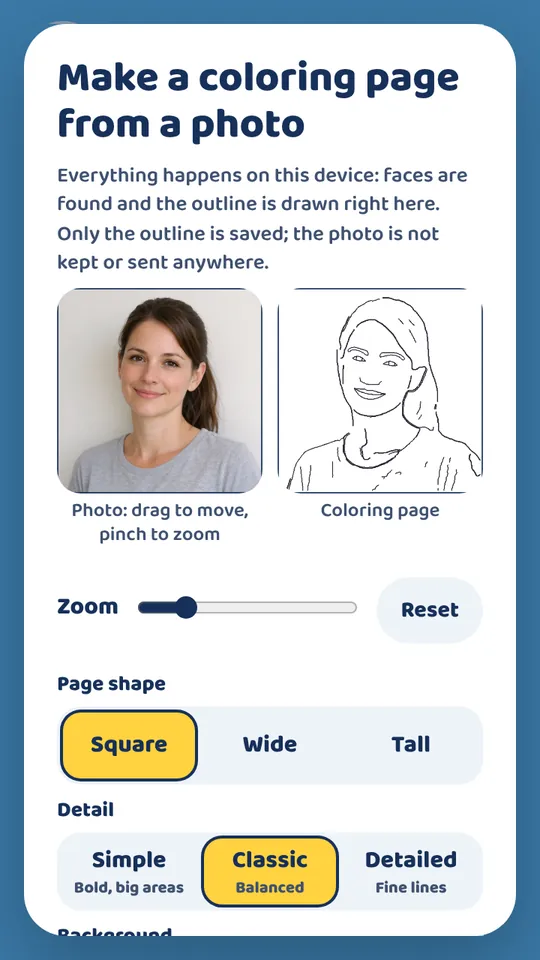 Make a coloring page
from a photo
Everything happens on this device: faces are
found and the outline is drawn right here.
Only the outline is saved; the photo is not
kept or sent anywhere.
Photo: drag to move,
pinch to zoom
Coloring page
Zoom
Reset
Page shape
Square
Wide
Tall
Detail
Simple
Bold, big areas
Classic
Balanced
Detailed
Fine lines
Background